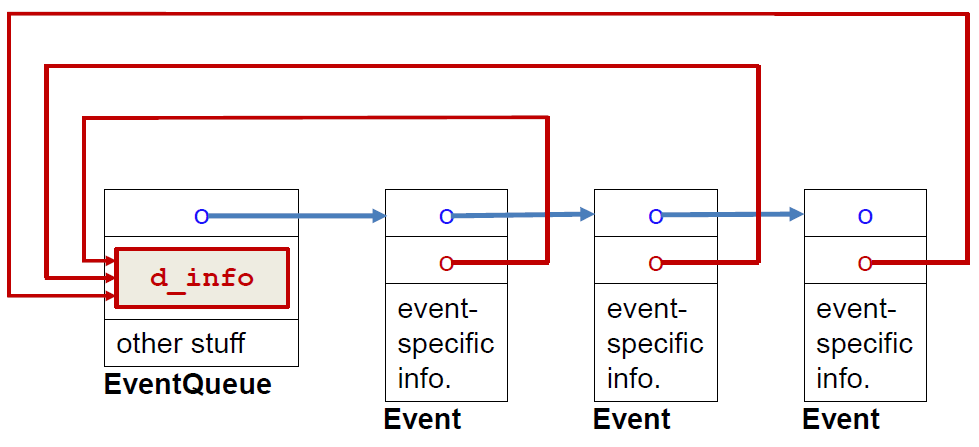 d_info
other stuff
EventQueue
event-
specific
info.
Event
event-
specific
info.
Event
event-
specific
info.
Event